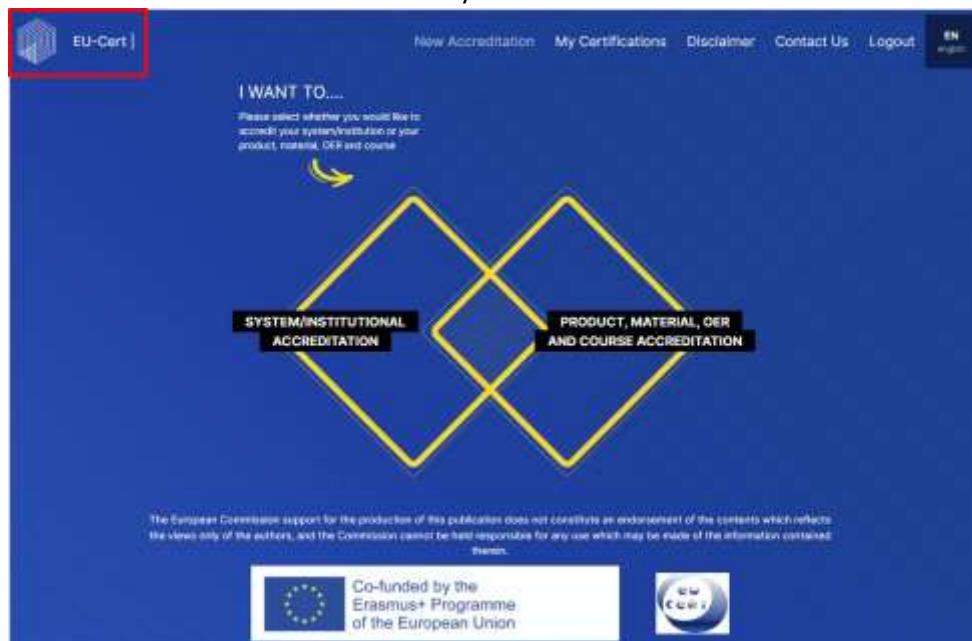 EU-Cert |
New Accreditation
My Certifications
Disclaimer
Contact Us
Logout
EN
english
I WANT TO....
Please select whether you would like to
accredit your system/institution or your
product, material, OER and course
SYSTEM/INSTITUTIONAL
ACCREDITATION
PRODUCT, MATERIAL, OER
AND COURSE ACCREDITATION
The European Commission support for the production of this publication does not constitute an endorsement of the contents which reflects
the views only of the authors, and the Commission cannot be held responsible for any use which may be made of the information contained
therein.
Co-funded by the
Erasmus+ Programme
of the European Union